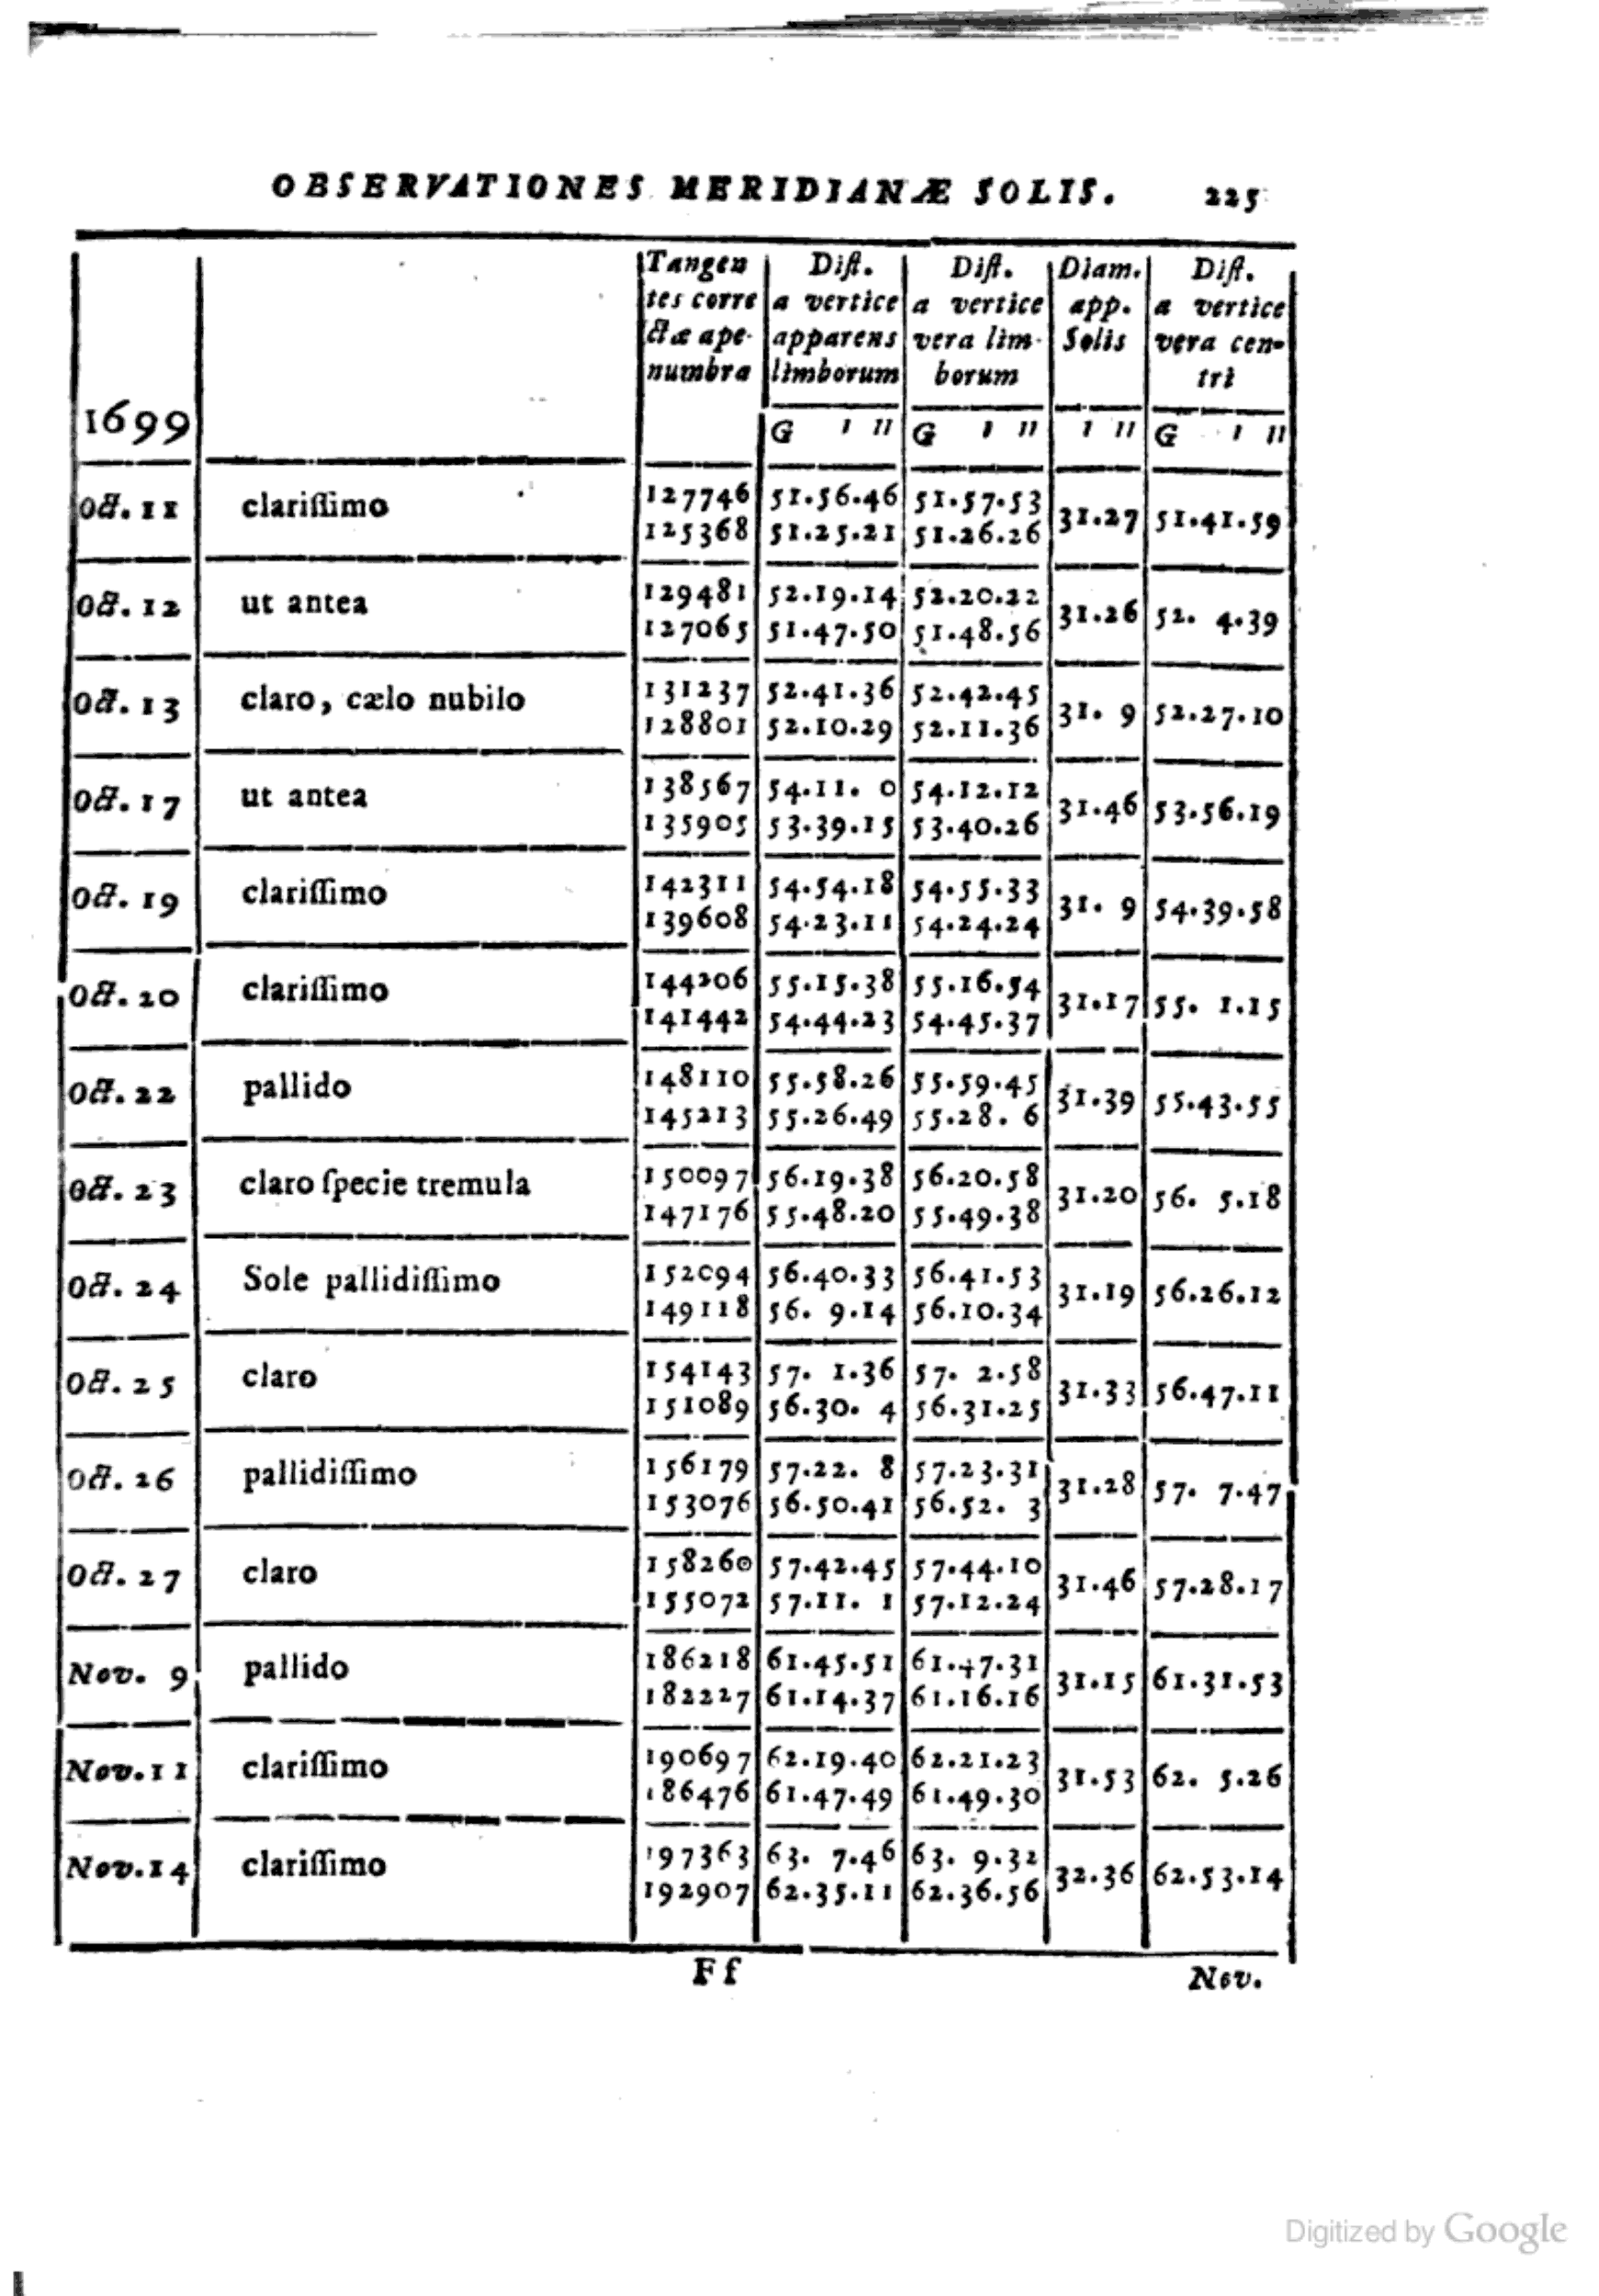 OBSERVATIONES MERIDIANÆ SOLIS. 225
1699
Tangen
tes corre
ctæ ape-
numbra
Dist.
a vertice
apparens
limborum
Dist.
a vertice
vera lim-
borum
Diam.
app.
Solis
Dist.
a vertice
vera cen-
tri
G ' '' G ' '' ' '' G ' ''
Oct. 11 clarissimo 127746 51.56.46 51.57.53 31.27 51.41.59
125368 51.25.21 51.26.26
Oct. 12 ut antea 129481 52.19.14 52.20.22 31.26 52. 4.39
127065 51.47.50 51.48.56
Oct. 13 claro, cælo nubilo 131237 52.41.36 52.42.45 31. 9 52.27.10
128801 52.10.29 52.11.36
Oct. 17 ut antea 138567 54.11. 0 54.12.12 31.46 53.56.19
135905 53.39.15 53.40.26
Oct. 19 clarissimo 142311 54.54.18 54.55.33 31. 9 54.39.58
139608 54.23.11 54.24.24
Oct. 20 clarissimo 144206 55.15.38 55.16.54 31.17 55. 1.15
141442 54.44.23 54.45.37
Oct. 22 pallido 148110 55.58.26 55.59.45 31.39 55.43.55
145213 55.26.49 55.28. 6
Oct. 23 claro ſpecie tremula 150097 56.19.38 56.20.58 31.20 56. 5.18
147176 55.48.20 55.49.38
Oct. 24 Sole pallidiſſimo 152094 56.40.33 56.41.53 31.19 56.26.12
149118 56. 9.14 56.10.34
Oct. 25 claro 154143 57. 1.36 57. 2.58 31.33 56.47.11
151089 56.30. 4 56.31.25
Oct. 26 pallidiſſimo 156179 57.22. 8 57.23.31 31.28 57. 7.47
153076 56.50.41 56.52. 3
Oct. 27 claro 158260 57.42.45 57.44.10 31.46 57.28.17
155072 57.11. 1 57.12.24
Nov. 9 pallido 186218 61.45.51 61.47.31 31.15 61.31.53
182227 61.14.37 61.16.16
Nov. 11 clariſſimo 190697 62.19.40 62.21.23 31.53 62. 5.26
186476 61.47.49 61.49.30
Nov. 14 clariſſimo 197363 63. 7.46 63. 9.32 32.36 62.53.14
192907 62.35.11 62.36.56
Ff Nov.
Digitized by Google